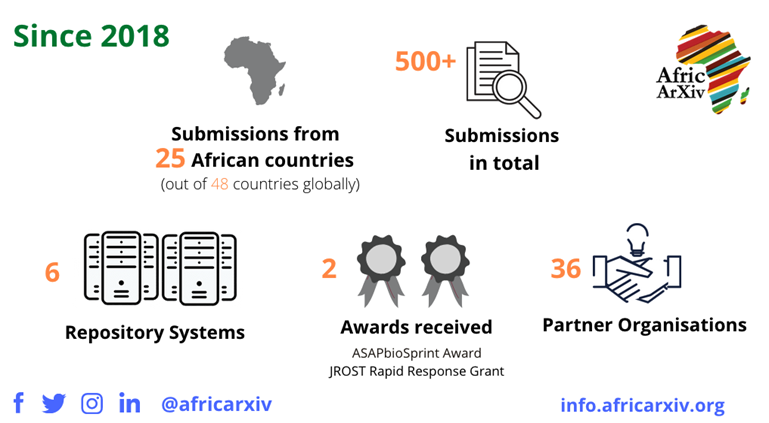 Since 2018
500+
Afric
ArXiv
Submissions from
25 African countries
(out of 48 countries globally)
Submissions
in total
6
Repository Systems
2
Awards received
ASAPbioSprint Award
JROST Rapid Response Grant
36
Partner Organisations
@africarxiv
info.africarxiv.org